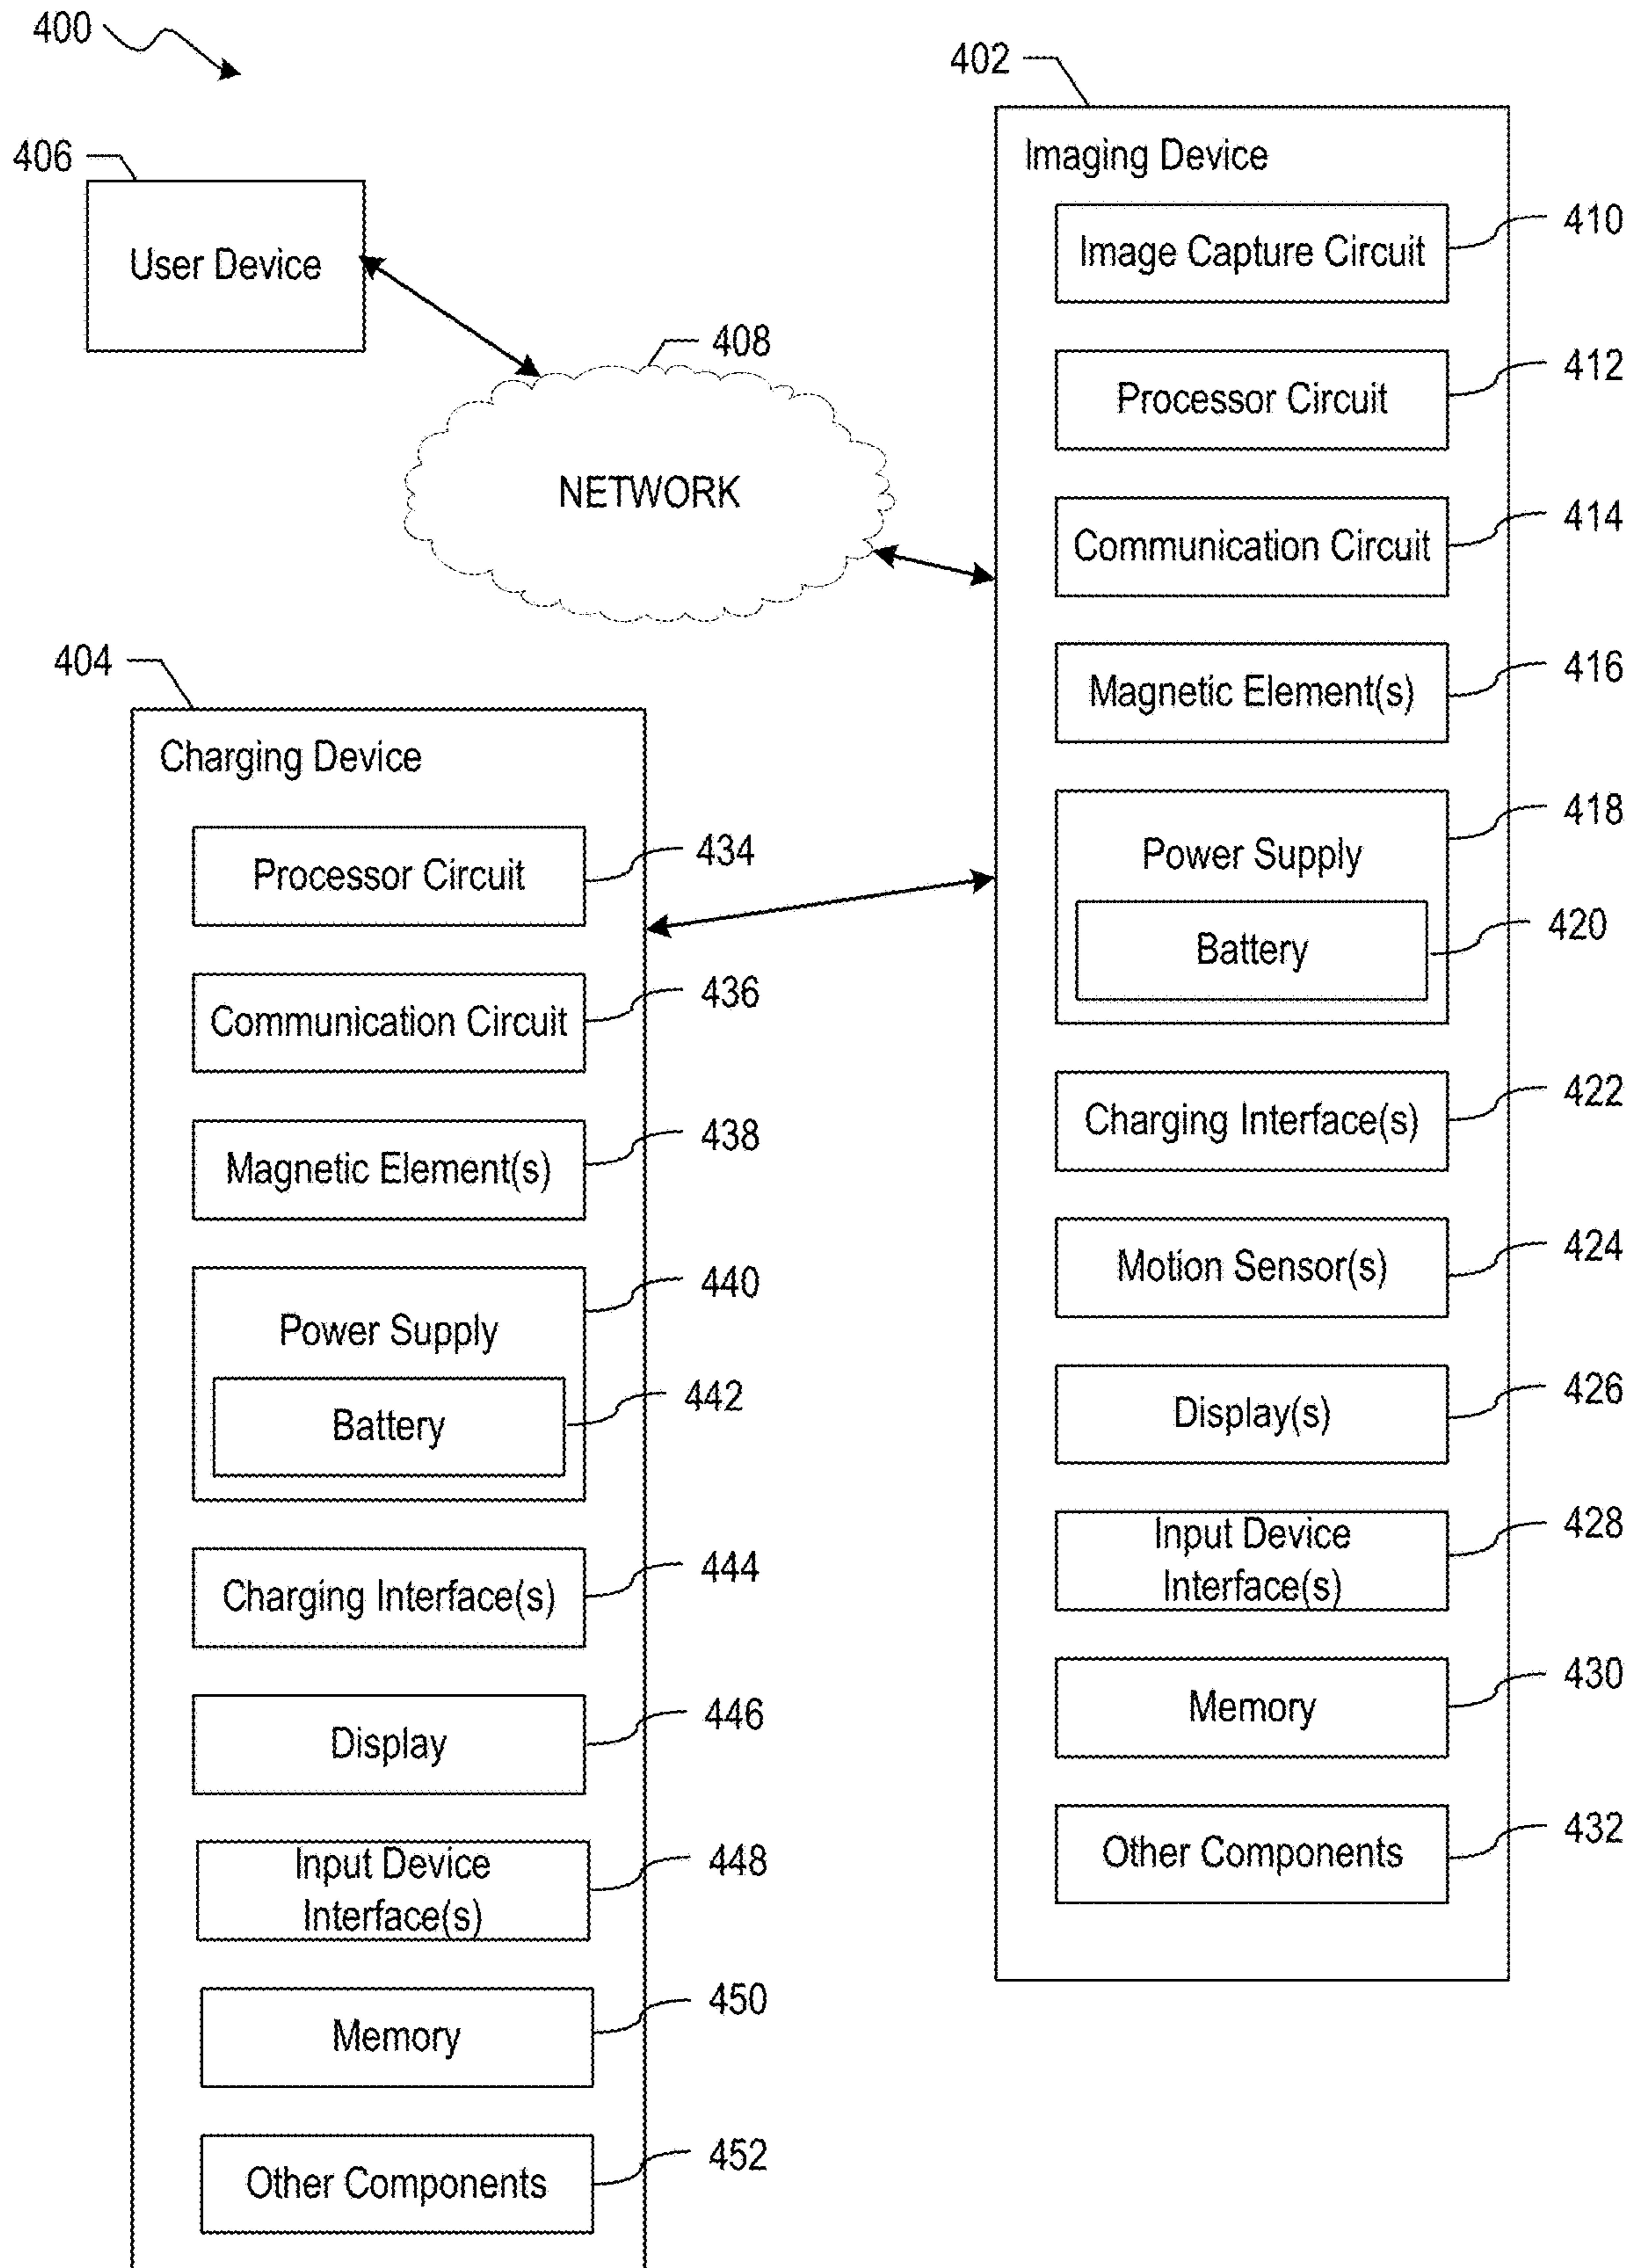 400
402
406
User Device
408
NETWORK
Imaging Device
Image Capture Circuit
410
Processor Circuit
412
Communication Circuit
414
Magnetic Element(s)
416
Power Supply
418
Battery
420
Charging Interface(s)
422
Motion Sensor(s)
424
Display(s)
426
Input Device
Interface(s)
428
Memory
430
Other Components
432
404
Charging Device
Processor Circuit
434
Communication Circuit
436
Magnetic Element(s)
438
Power Supply
440
Battery
442
Charging Interface(s)
444
Display
446
Input Device
Interface(s)
448
Memory
450
Other Components
452